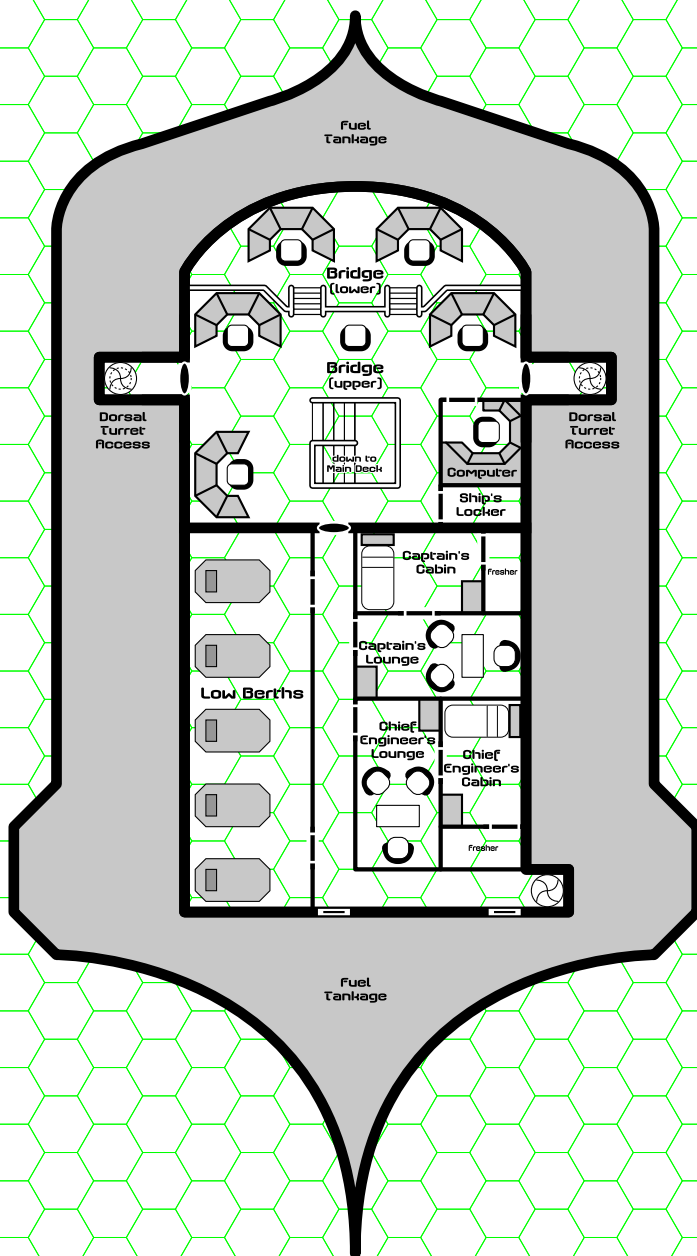 Fuel
Tankage
Bridge
(lower)
Bridge
(upper)
Dorsal
Turret
Access
Dorsal
Turret
Access
down to
Main Deck
Computer
Ship's
Locker
Captain's
Cabin
Fresher
Captain's
Lounge
Low Berths
Chief
Engineer's
Lounge
Chief
Engineer's
Cabin
Fresher
Fuel
Tankage